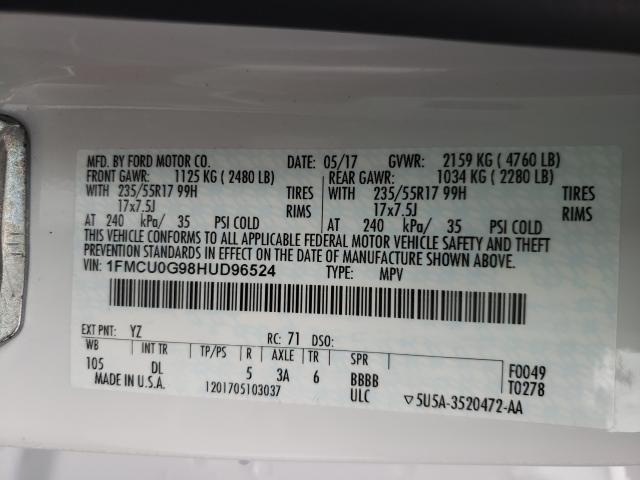 MFD. BY FORD MOTOR CO. DATE: 05/17 GVWR: 2159 KG ( 4760 LB)
FRONT GAWR: 1125 KG ( 2480 LB) REAR GAWR: 1034 KG ( 2280 LB)
WITH 235/55R17 99H TIRES WITH 235/55R17 99H TIRES
17x7.5J RIMS 17x7.5J RIMS
AT 240 kPa/ 35 PSI COLD AT 240 kPa/ 35 PSI COLD
THIS VEHICLE CONFORMS TO ALL APPLICABLE FEDERAL MOTOR VEHICLE SAFETY AND THEFT
PREVENTION STANDARDS IN EFFECT ON THE DATE OF MANUFACTURE SHOWN ABOVE.
VIN: 1FMCU0G98HUD96524 TYPE: MPV
EXT PNT: YZ RC: 71 DSO:
WB INT TR TP/PS R AXLE TR SPR
105 DL 5 3A 6 BBBB F0049
MADE IN U.S.A. 1201705103037 ULC T0278
▽5U5A-3520472-AA